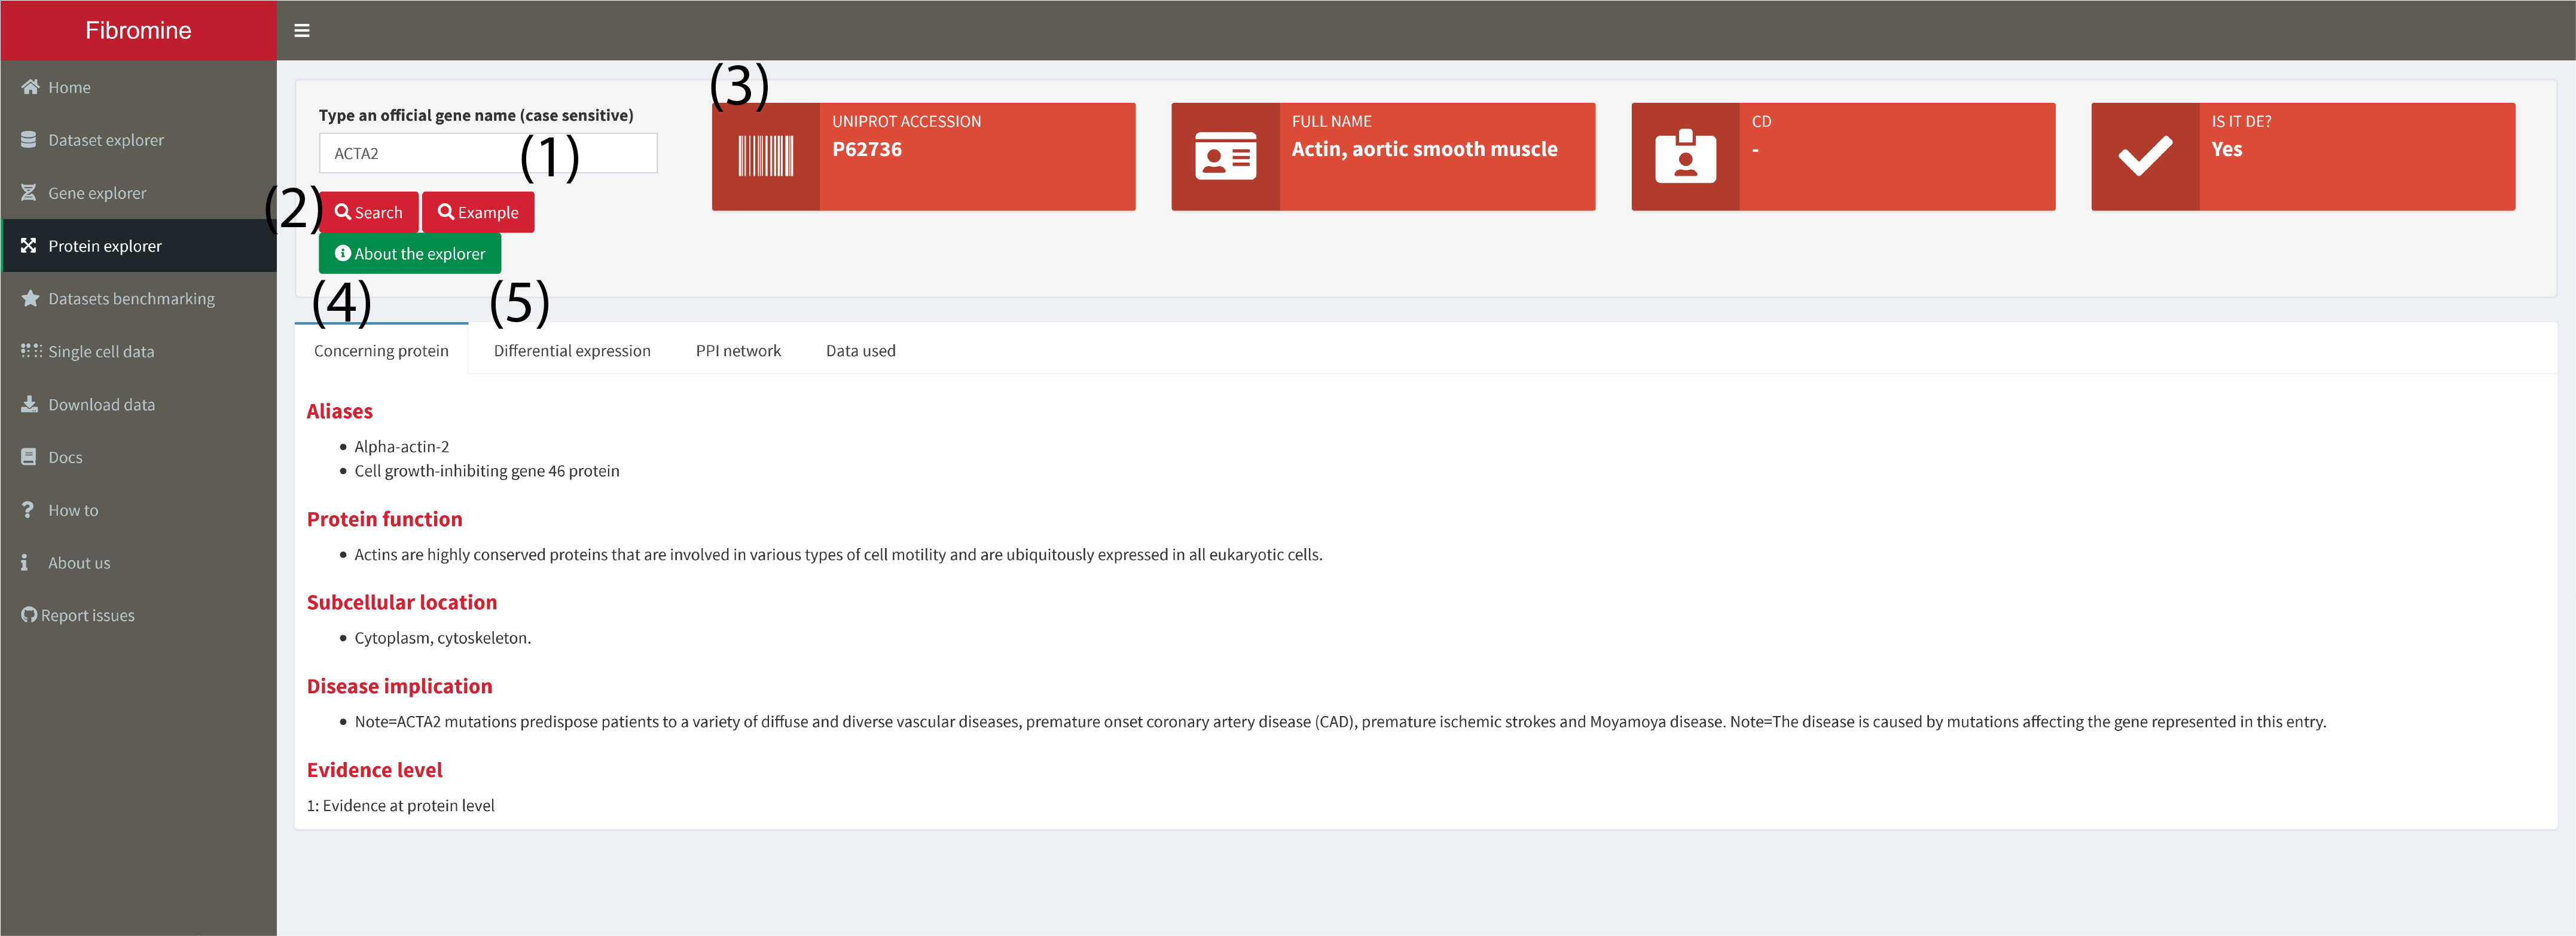 Fibromine
Home
Dataset explorer
Gene explorer
Protein explorer
Datasets benchmarking
Single cell data
Download data
Docs
How to
About us
Report issues
Type an official gene name (case sensitive)
ACTA2
(1)
(2)
Search
Example
About the explorer
(3)
UNIPROT ACCESSION
P62736
FULL NAME
Actin, aortic smooth muscle
CD
-
IS IT DE?
Yes
(4)
(5)
Concerning protein
Differential expression
PPI network
Data used
Aliases
Alpha-actin-2
Cell growth-inhibiting gene 46 protein
Protein function
Actins are highly conserved proteins that are involved in various types of cell motility and are ubiquitously expressed in all eukaryotic cells.
Subcellular location
Cytoplasm, cytoskeleton.
Disease implication
Note=ACTA2 mutations predispose patients to a variety of diffuse and diverse vascular diseases, premature onset coronary artery disease (CAD), premature ischemic strokes and Moyamoya disease. Note=The disease is caused by mutations affecting the gene represented in this entry.
Evidence level
1: Evidence at protein level